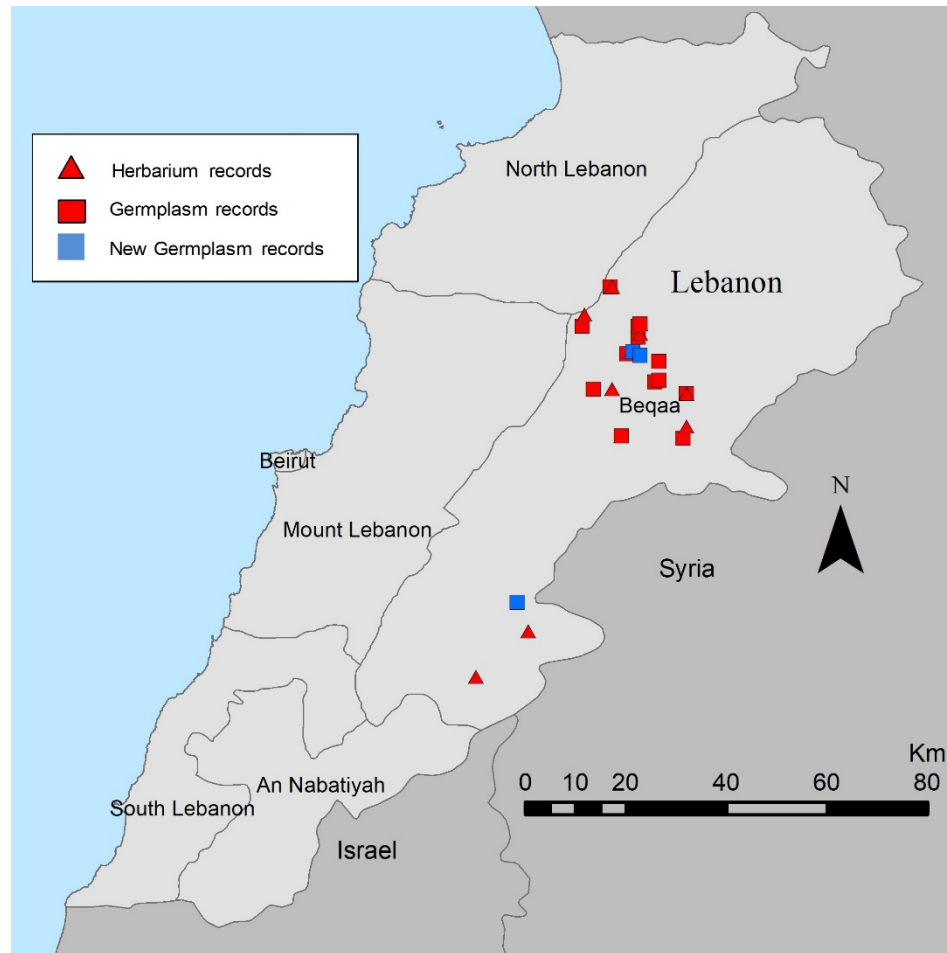 North Lebanon
Herbarium records
Germplasm records
New Germplasm records
Lebanon
Beqaa
Beirut
N
Mount Lebanon
Syria
Km
An Nabatiyah
0 10 20 40 60 80
South Lebanon
Israel